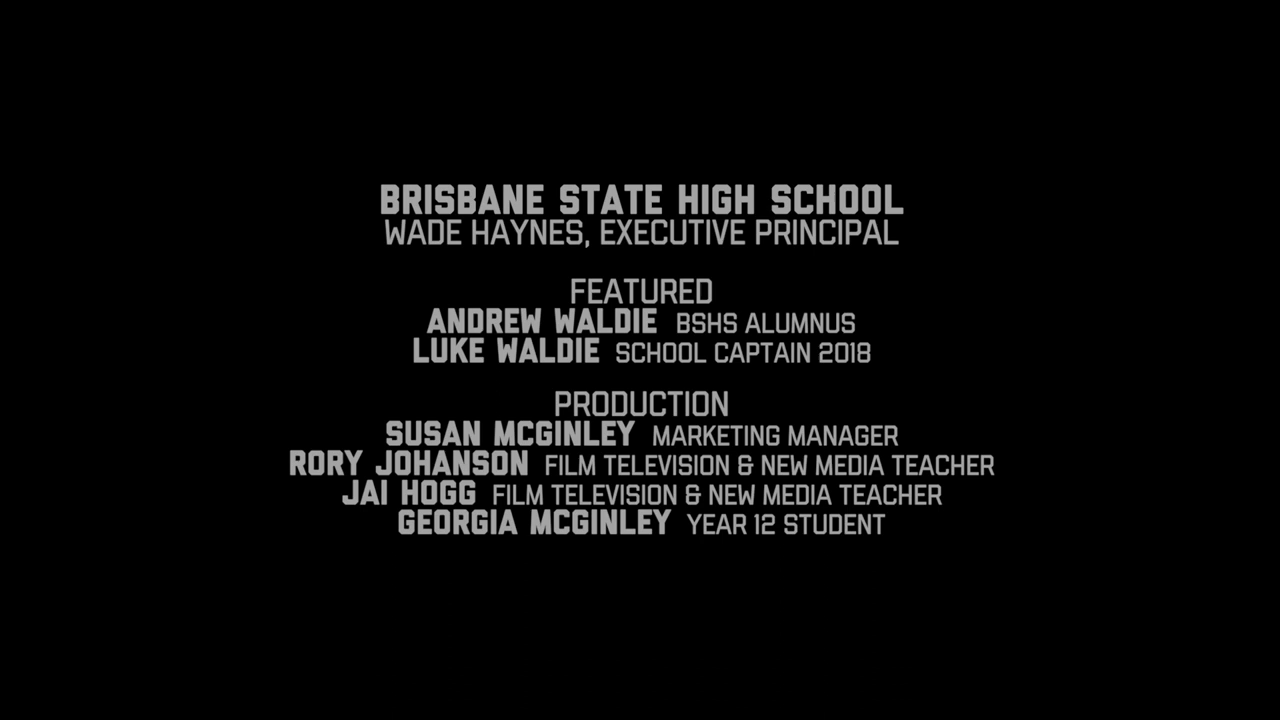 BRISBANE STATE HIGH SCHOOL
WADE HAYNES, EXECUTIVE PRINCIPAL
FEATURED
ANDREW WALDIE BSHS ALUMNUS
LUKE WALDIE SCHOOL CAPTAIN 2018
PRODUCTION
SUSAN MCGINLEY MARKETING MANAGER
RORY JOHANSON FILM TELEVISION & NEW MEDIA TEACHER
JAI HOGG FILM TELEVISION & NEW MEDIA TEACHER
GEORGIA MCGINLEY YEAR 12 STUDENT